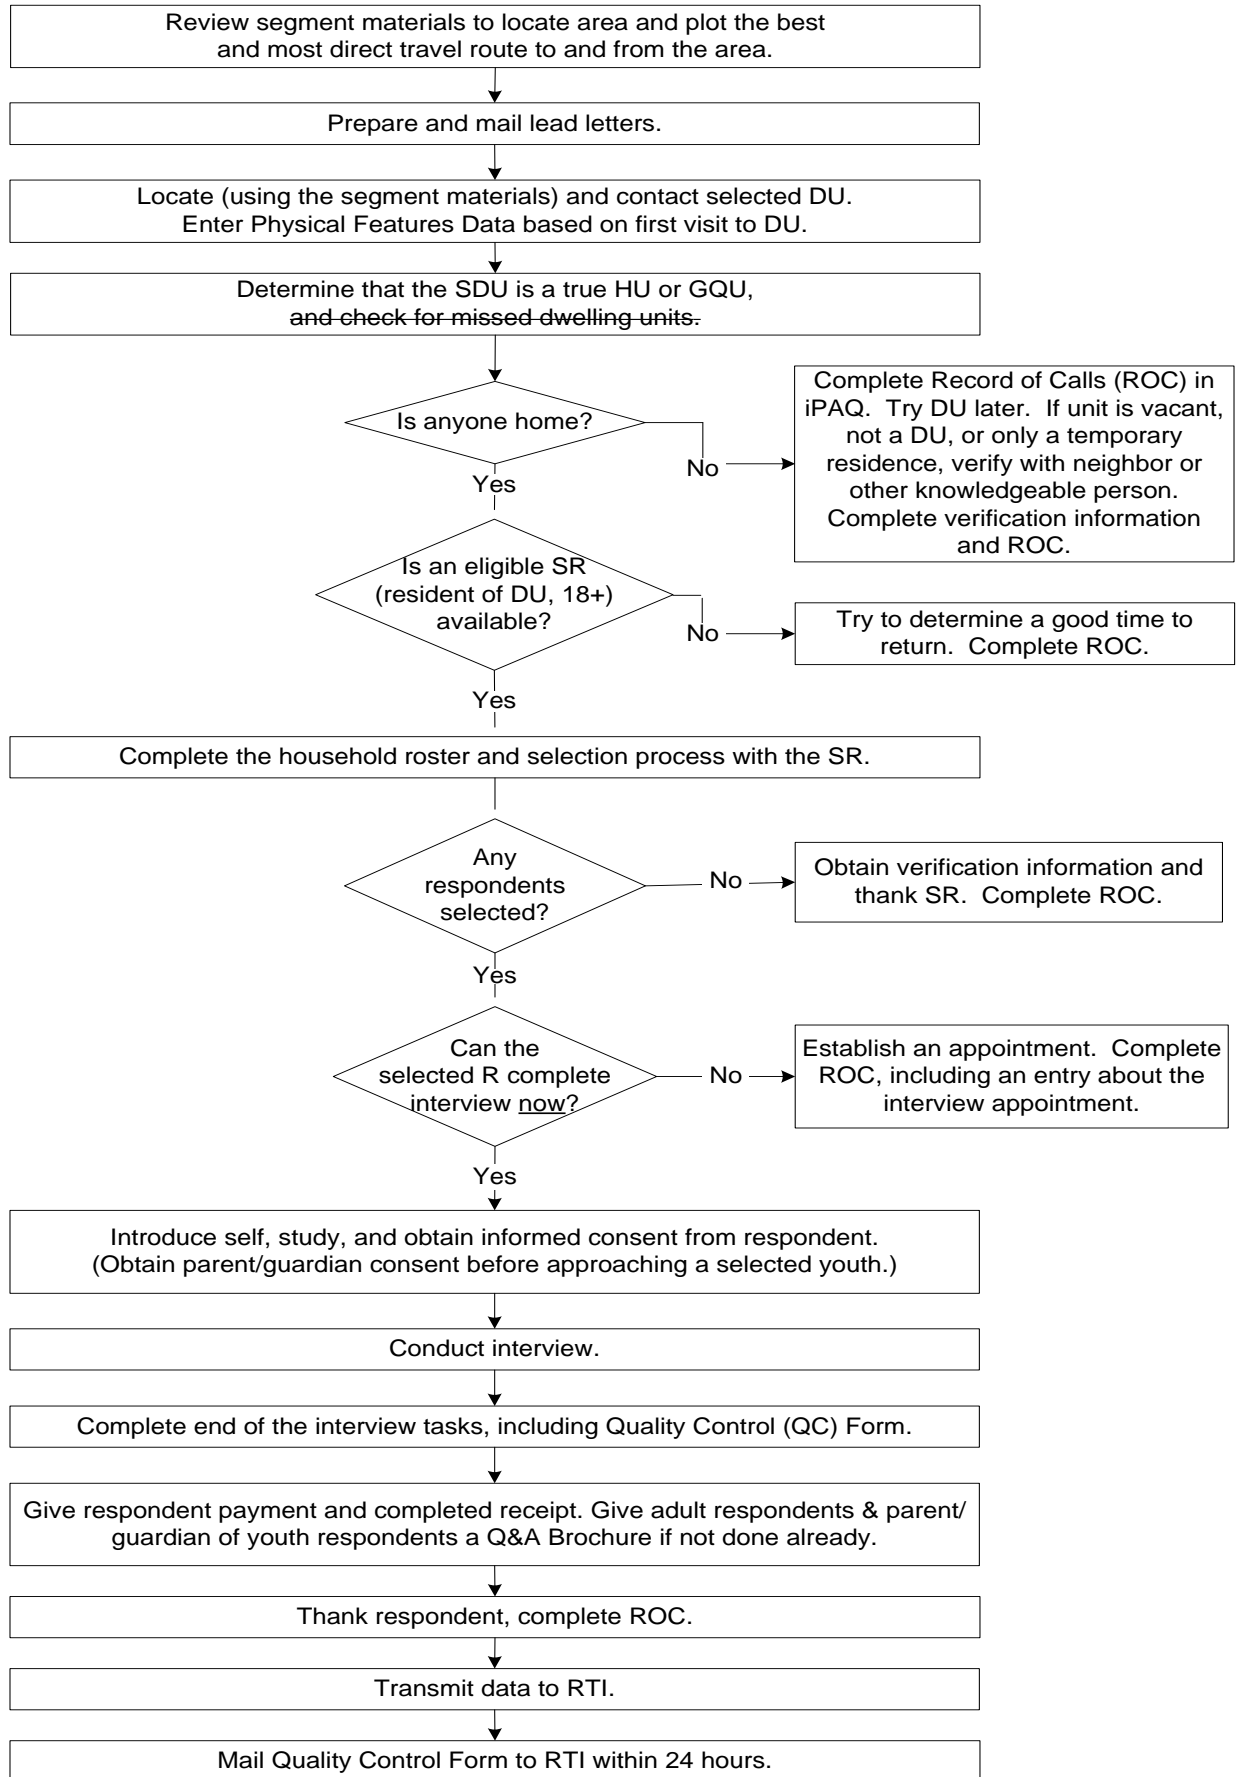 Review segment materials to locate area and plot the best
and most direct travel route to and from the area.
Prepare and mail lead letters.
Locate (using the segment materials) and contact selected DU.
Enter Physical Features Data based on first visit to DU.
Determine that the SDU is a true HU or GQU,
and check for missed dwelling units.
Is anyone home?
No
Complete Record of Calls (ROC) in
iPAQ. Try DU later. If unit is vacant,
not a DU, or only a temporary
residence, verify with neighbor or
other knowledgeable person.
Complete verification information
and ROC.
Yes
Is an eligible SR
(resident of DU, 18+)
available?
No
Try to determine a good time to
return. Complete ROC.
Yes
Complete the household roster and selection process with the SR.
Any
respondents
selected?
No
Obtain verification information and
thank SR. Complete ROC.
Yes
Can the
selected R complete
interview now?
No
Establish an appointment. Complete
ROC, including an entry about the
interview appointment.
Yes
Introduce self, study, and obtain informed consent from respondent.
(Obtain parent/guardian consent before approaching a selected youth.)
Conduct interview.
Complete end of the interview tasks, including Quality Control (QC) Form.
Give respondent payment and completed receipt. Give adult respondents & parent/
guardian of youth respondents a Q&A Brochure if not done already.
Thank respondent, complete ROC.
Transmit data to RTI.
Mail Quality Control Form to RTI within 24 hours.